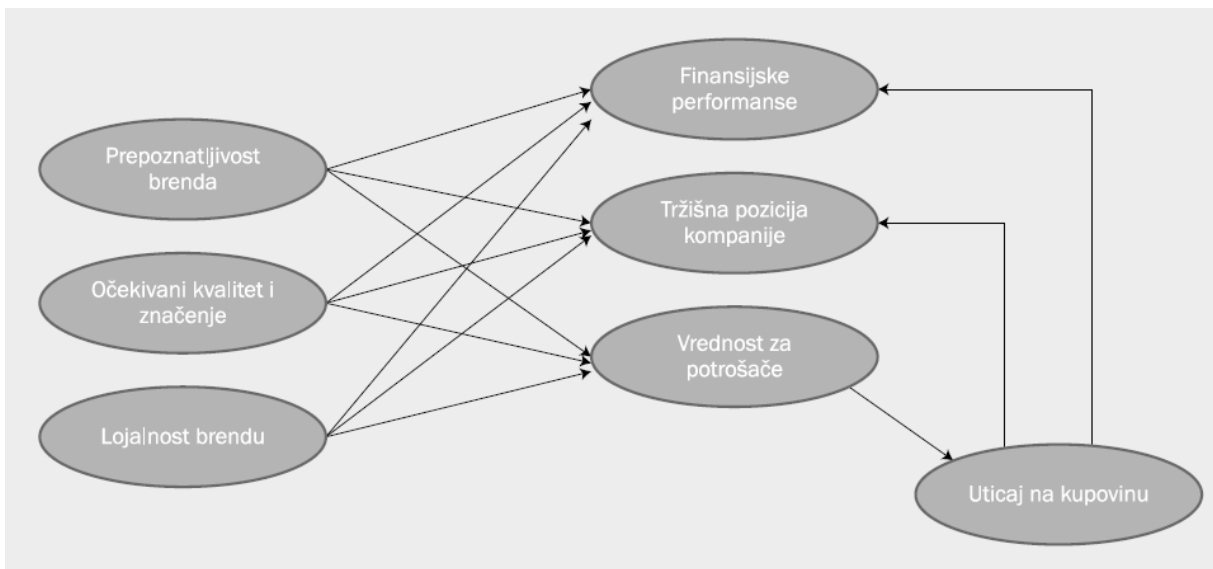 Finansijske
performanse
Prepoznatljivost
brenda
Tržišna pozicija
kompanije
Očekivani kvalitet i
značenje
Vrednost za
potrošače
Lojalnost brendu
Uticaj na kupovinu